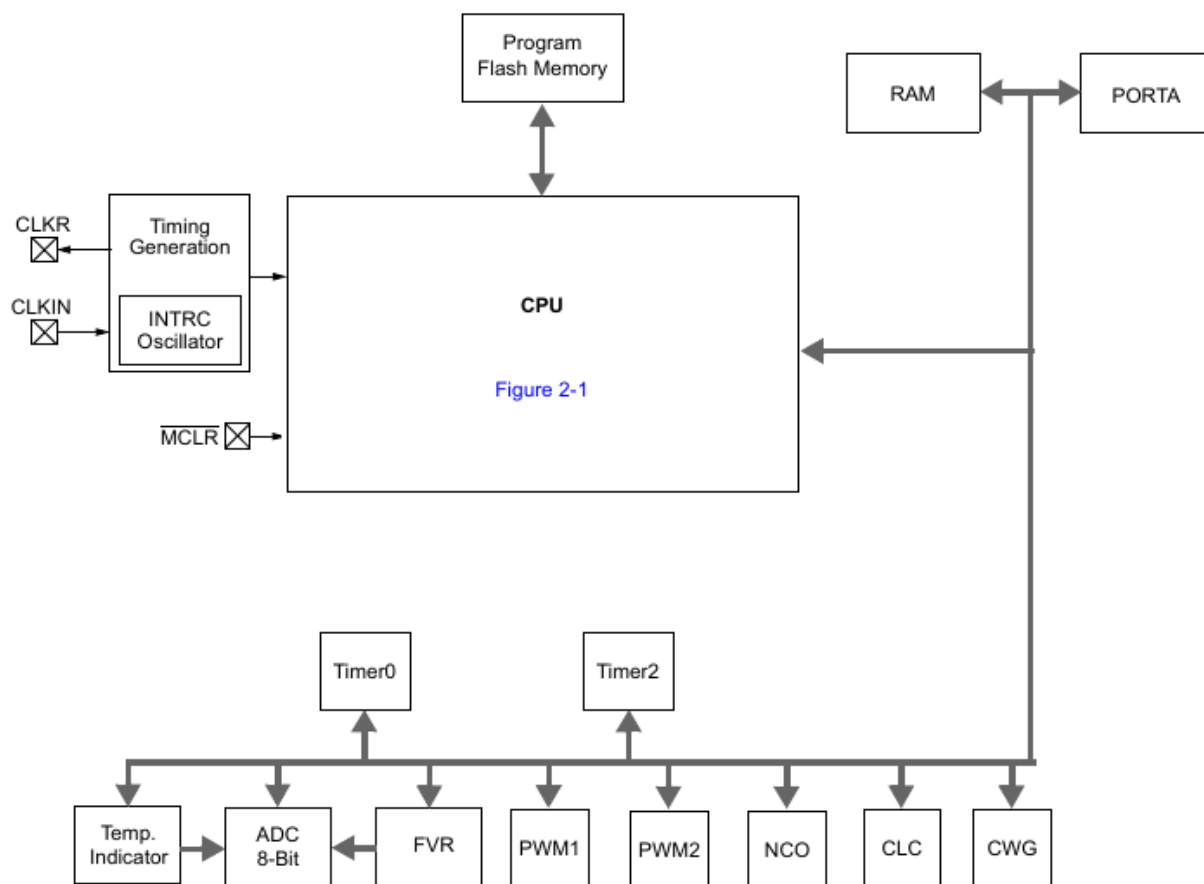 Program
Flash Memory
RAM
PORTA
CLKR
Timing
Generation
CLKIN
INTRC
Oscillator
CPU
Figure 2-1
MCLR
Timer0
Timer2
Temp.
Indicator
ADC
8-Bit
FVR
PWM1
PWM2
NCO
CLC
CWG